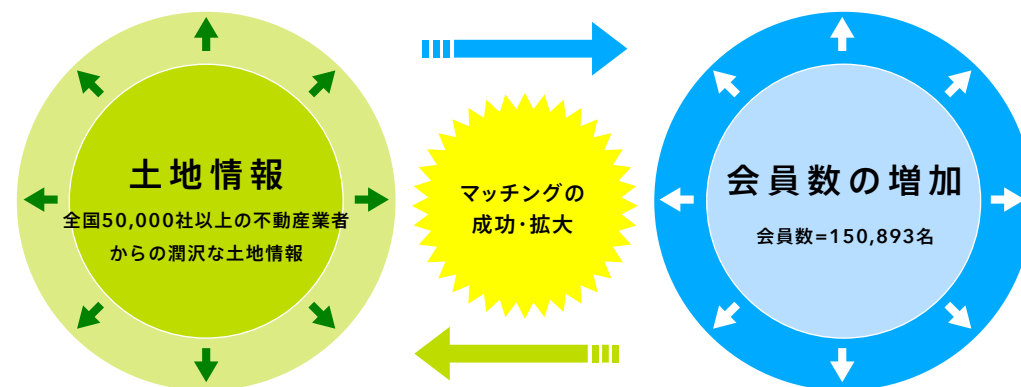 土地情報
全国50,000社以上の不動産業者
からの潤沢な土地情報
マッチングの
成功・拡大
会員数の増加
会員数=150,893名